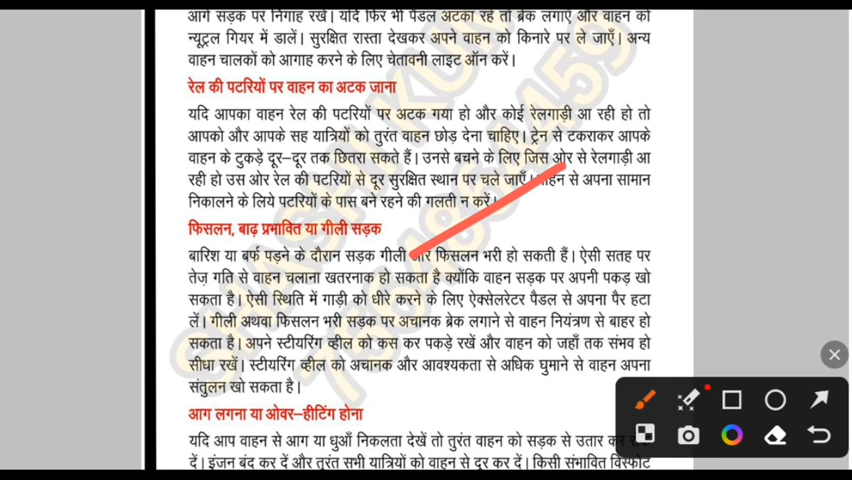 आगे सड़क पर निगाह रखें। यदि फिर भी पैडल अटका रहे तो ब्रेक लगाएँ और वाहन को
न्यूट्रल गियर में डालें। सुरक्षित रास्ता देखकर अपने वाहन को किनारे पर ले जाएँ। अन्य
वाहन चालकों को आगाह करने के लिए चेतावनी लाइट ऑन करें।
रेल की पटरियों पर वाहन का अटक जाना
यदि आपका वाहन रेल की पटरियों पर अटक गया हो और कोई रेलगाड़ी आ रही हो तो
आपको और आपके सह यात्रियों को तुरंत वाहन छोड़ देना चाहिए। ट्रेन से टकराकर आपके
वाहन के टुकड़े दूर–दूर तक छितरा सकते हैं। उनसे बचने के लिए जिस ओर से रेलगाड़ी आ
रही हो उस ओर रेल की पटरियों से दूर सुरक्षित स्थान पर चले जाएँ। वाहन से अपना सामान
निकालने के लिये पटरियों के पास बने रहने की गलती न करें।
फिसलन, बाढ़ प्रभावित या गीली सड़क
बारिश या बर्फ पड़ने के दौरान सड़क गीली और फिसलन भरी हो सकती हैं। ऐसी सतह पर
तेज़ गति से वाहन चलाना खतरनाक हो सकता है क्योंकि वाहन सड़क पर अपनी पकड़ खो
सकता है। ऐसी स्थिति में गाड़ी को धीरे करने के लिए ऐक्सेलरेटर पैडल से अपना पैर हटा
लें। गीली अथवा फिसलन भरी सड़क पर अचानक ब्रेक लगाने से वाहन नियंत्रण से बाहर हो
सकता है। अपने स्टीयरिंग व्हील को कस कर पकड़े रखें और वाहन को जहाँ तक संभव हो
सीधा रखें। स्टीयरिंग व्हील को अचानक और आवश्यकता से अधिक घुमाने से वाहन अपना
संतुलन खो सकता है।
आग लगना या ओवर–हीटिंग होना
यदि आप वाहन से आग या धुआँ निकलता देखें तो तुरंत वाहन को सड़क से उतार कर
दें। इंजन बंद कर दें और तुरंत सभी यात्रियों को वाहन से दूर कर दें। किसी संभावित विस्फोट
SHASHI KUM